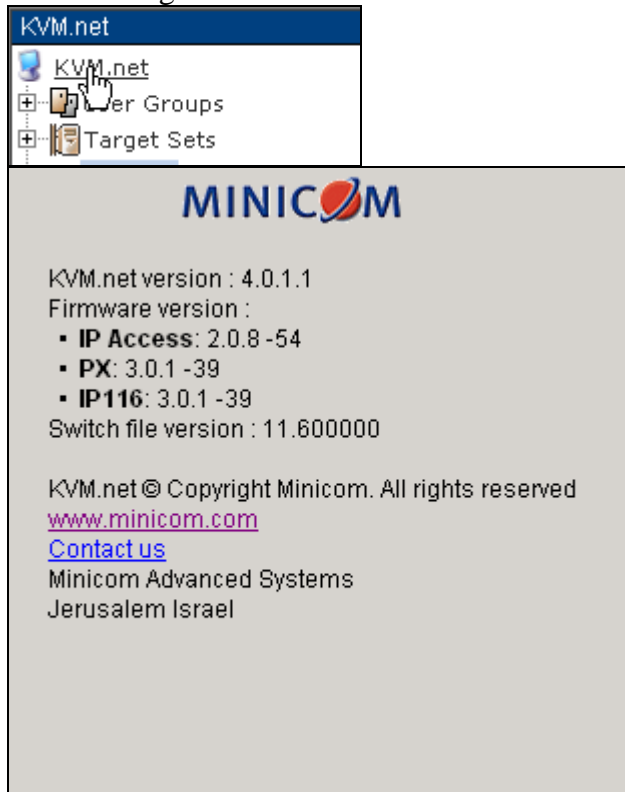 KVM.net
KVM.net
User Groups
Target Sets
MINICOM
KVM.net version : 4.0.1.1
Firmware version :
▪ IP Access: 2.0.8 -54
▪ PX: 3.0.1 -39
▪ IP116: 3.0.1 -39
Switch file version : 11.600000
KVM.net © Copyright Minicom. All rights reserved
www.minicom.com
Contact us
Minicom Advanced Systems
Jerusalem Israel